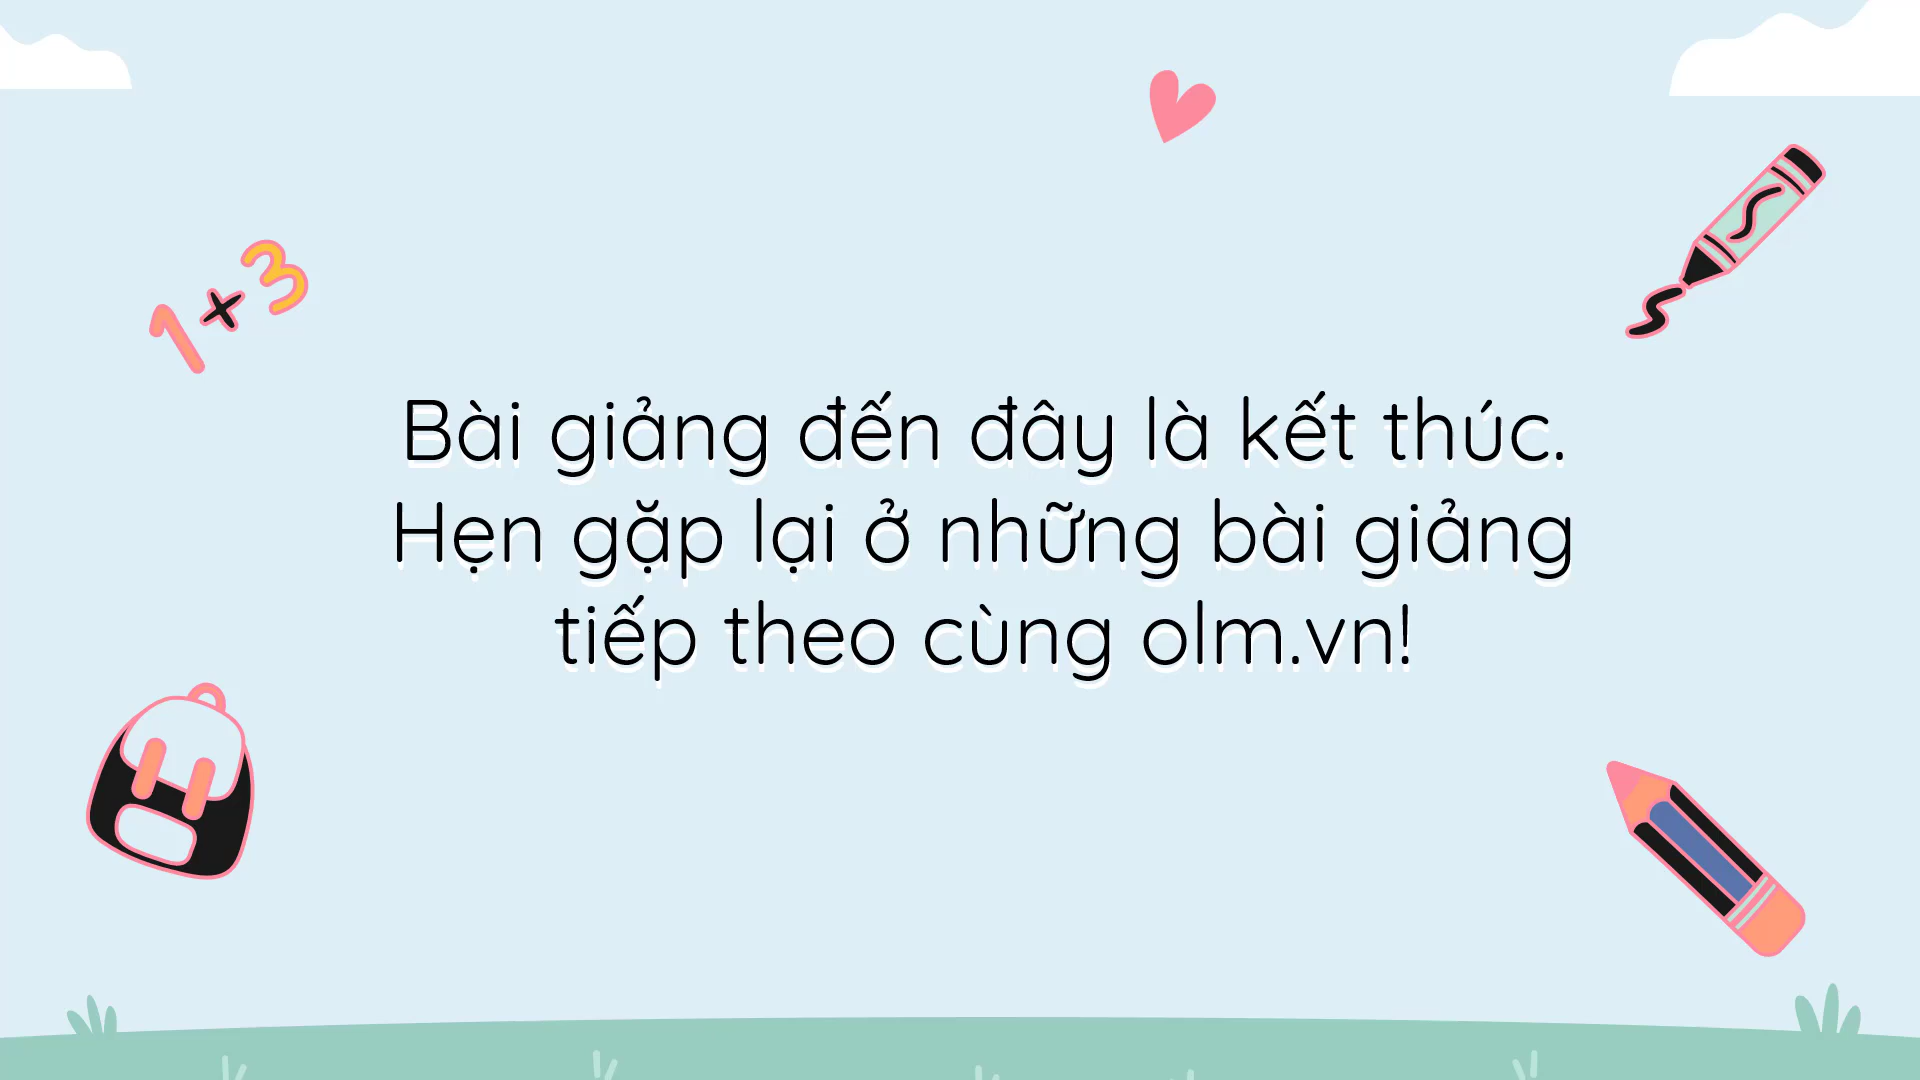 1+3
Bài giảng đến đây là kết thúc.
Hẹn gặp lại ở những bài giảng
tiếp theo cùng olm.vn!